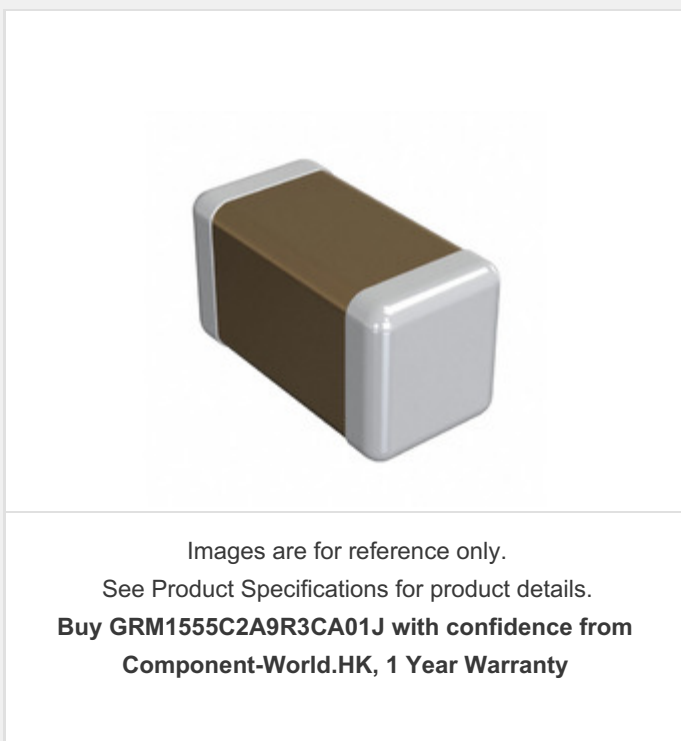 Images are for reference only.
See Product Specifications for product details.
Buy GRM1555C2A9R3CA01J with confidence from
Component-World.HK, 1 Year Warranty